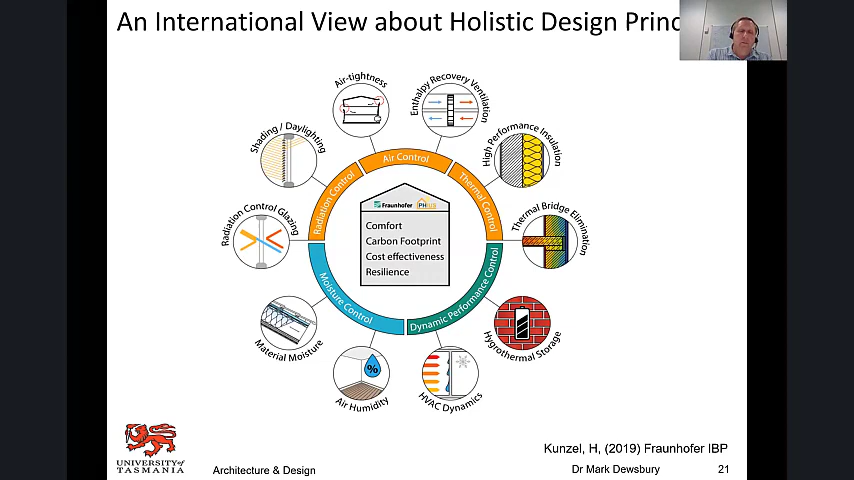 An International View about Holistic Design
Air-tightness
Enthalpy Recovery Ventilation
Shading / Daylighting
High Performance Insulation
Air Control
Radiation Control
Thermal Control
Radiation Control Glazing
Thermal Bridge Elimination
Fraunhofer
Comfort
Carbon Footprint
Cost effectiveness
Resilience
Moisture Control
Dynamic Performance Control
Material Moisture
Hygrothermal Storage
%
Air Humidity
HVAC Dynamics
Kunzel, H, (2019) Fraunhofer IBP
UNIVERSITY of
TASMANIA
Architecture & Design
Dr Mark Dewsbury
21